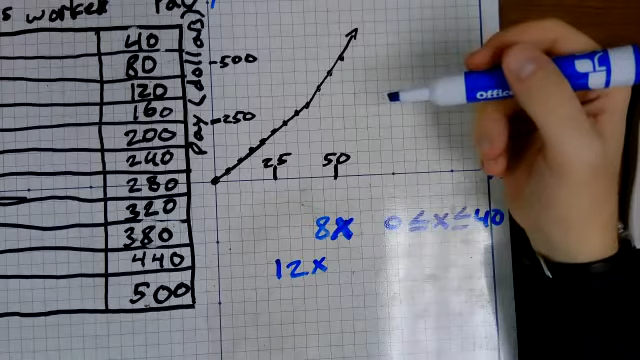 worked Pay
40
80
120
160
200
240
280
320
380
440
500
Pay (dollars)
500
250
25 50
8x 0 ≤ x ≤ 40
12x
Office